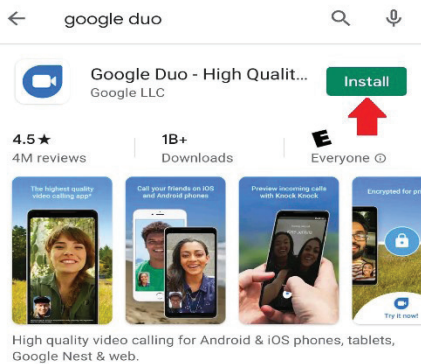 google duo
Google Duo - High Qualit...
Google LLC
Install
4.5★
4M reviews
1B+
Downloads
E
Everyone ⓘ
The highest quality
video calling app*
Call your friends on iOS
and Android phones
Preview incoming calls
with Knock Knock
Encrypted for pri
Try it now!
High quality video calling for Android & iOS phones, tablets,
Google Nest & web.